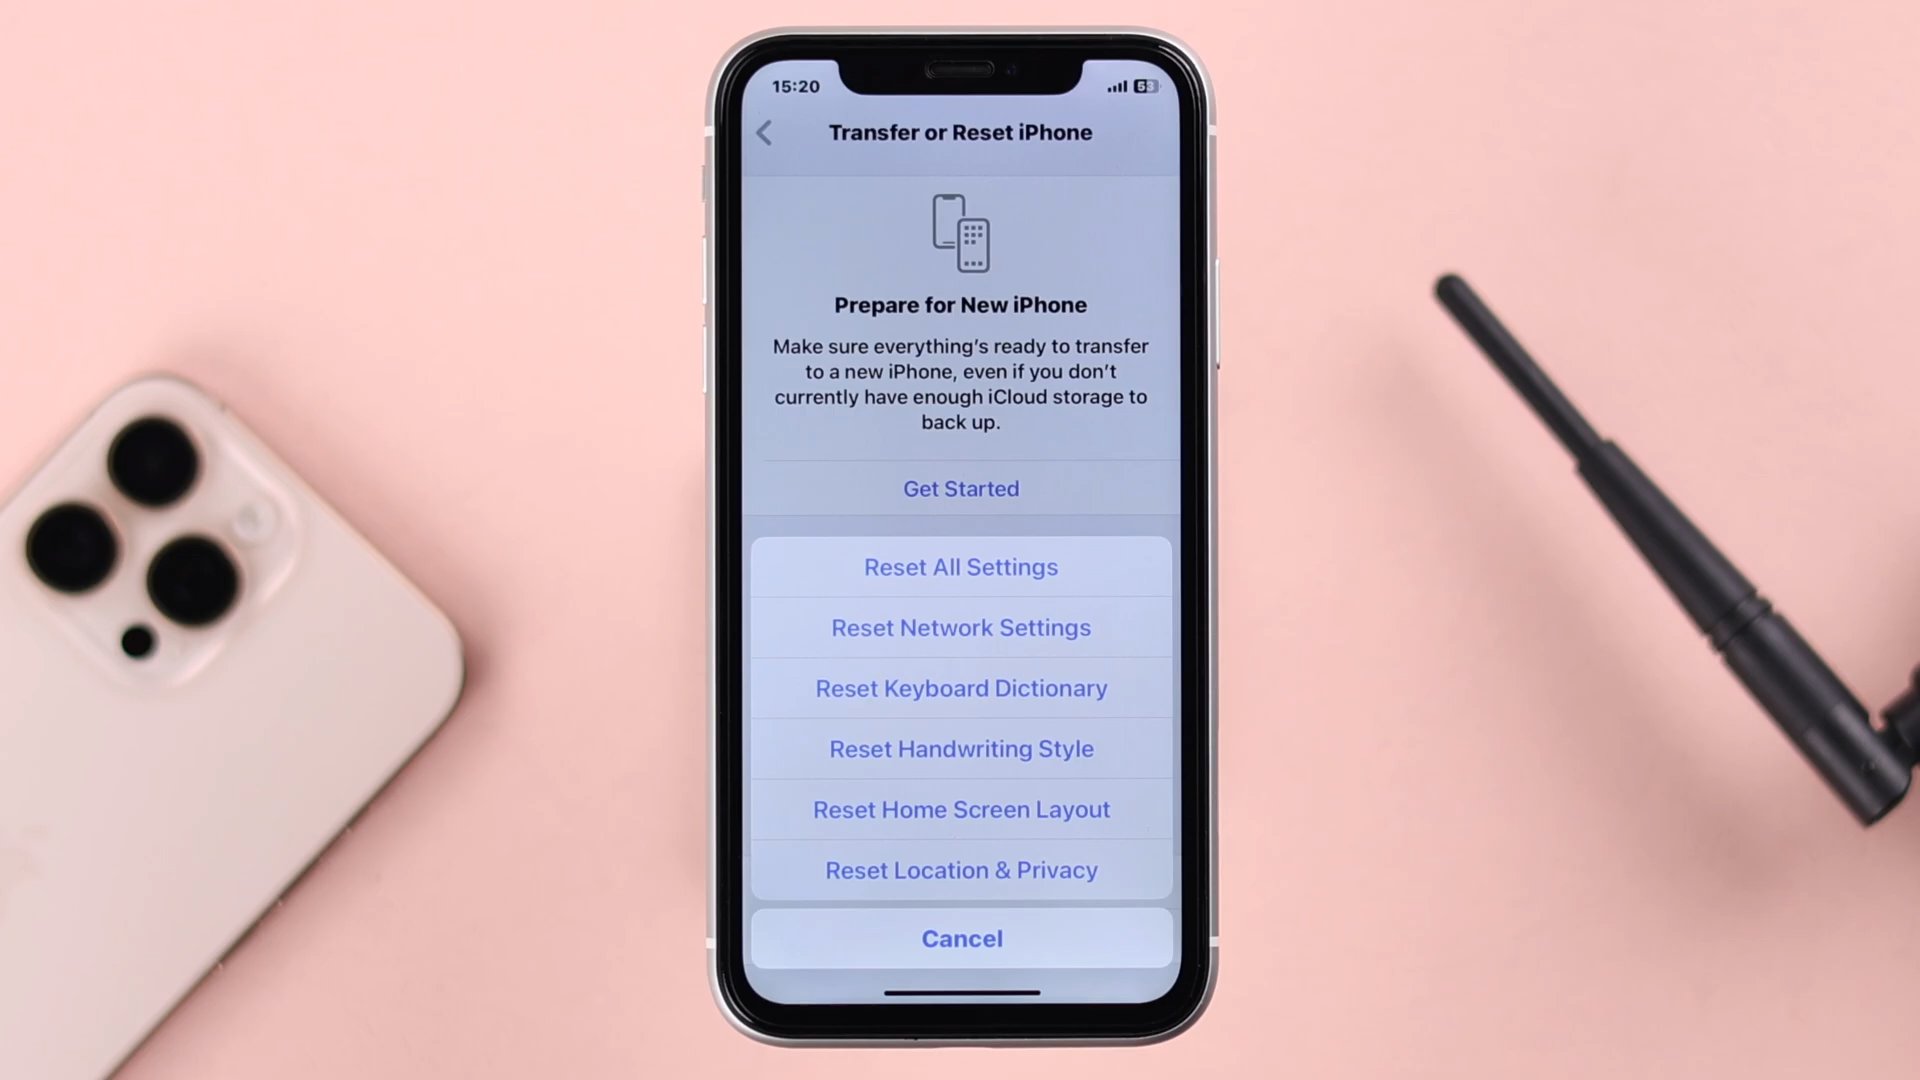 15:20
53
Transfer or Reset iPhone
Prepare for New iPhone
Make sure everything's ready to transfer
to a new iPhone, even if you don't
currently have enough iCloud storage to
back up.
Get Started
Reset All Settings
Reset Network Settings
Reset Keyboard Dictionary
Reset Handwriting Style
Reset Home Screen Layout
Reset Location & Privacy
Cancel